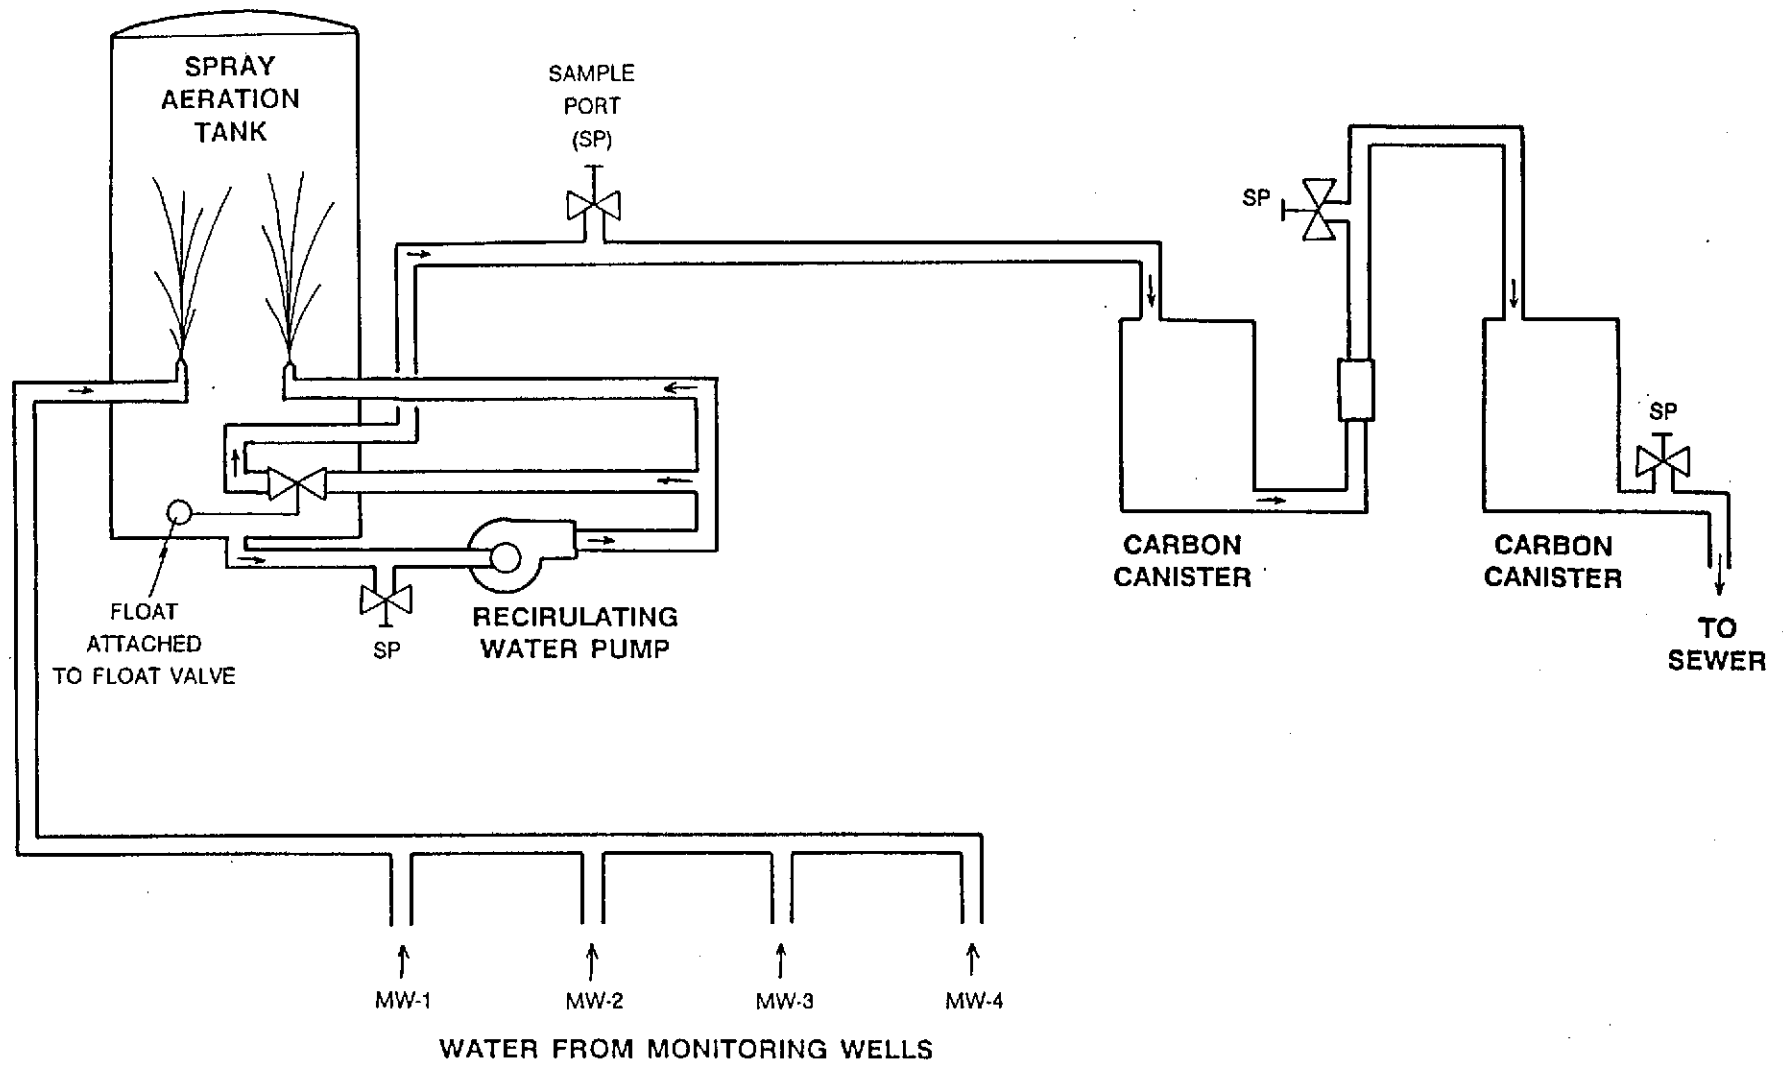 SPRAY
AERATION
TANK
SAMPLE
PORT
(SP)
SP
SP
CARBON
CANISTER
CARBON
CANISTER
TO
SEWER
FLOAT
ATTACHED
TO FLOAT VALVE
SP
RECIRULATING
WATER PUMP
MW-1
MW-2
MW-3
MW-4
WATER FROM MONITORING WELLS